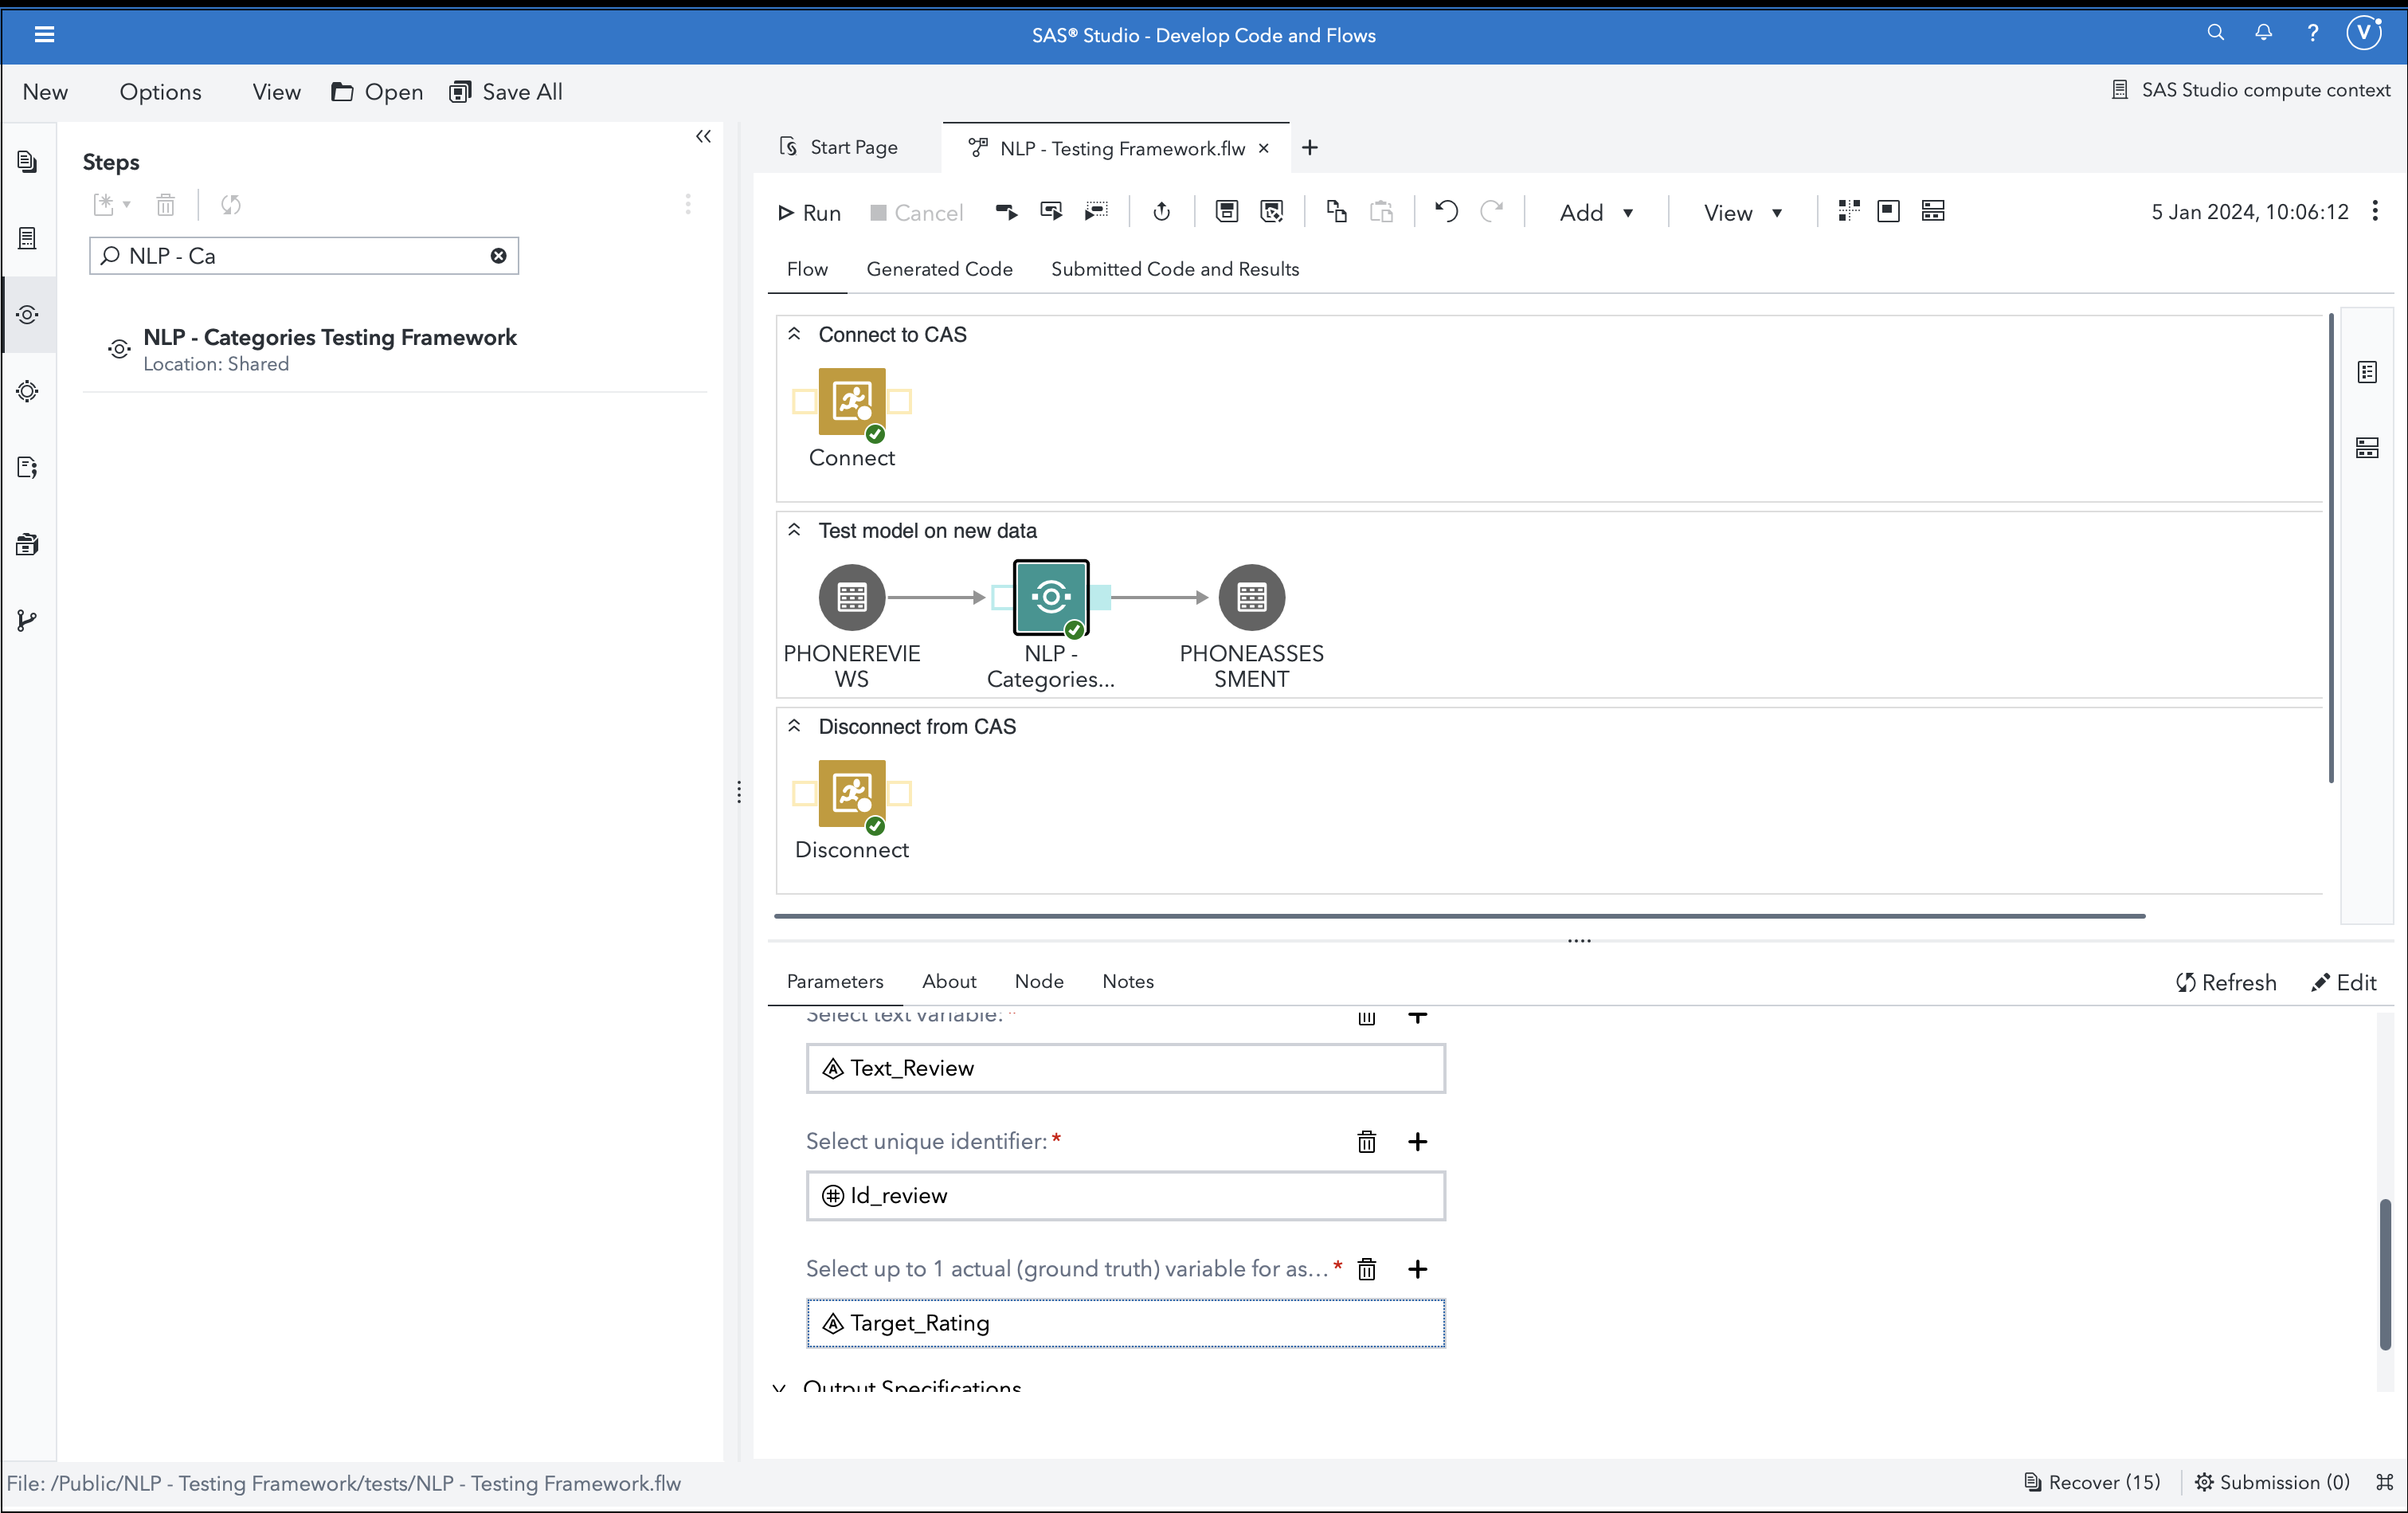 SAS® Studio - Develop Code and Flows
?
V
New
Options
View
Open
Save All
SAS Studio compute context
Steps
NLP - Ca
NLP - Categories Testing Framework
Location: Shared
Start Page
NLP - Testing Framework.flw
Run
Cancel
Add
View
5 Jan 2024, 10:06:12
Flow
Generated Code
Submitted Code and Results
Connect to CAS
Connect
Test model on new data
PHONEREVIE
WS
NLP -
Categories...
PHONEASSES
SMENT
Disconnect from CAS
Disconnect
Parameters
About
Node
Notes
Refresh
Edit
Select text variable: *
Text_Review
Select unique identifier: *
Id_review
Select up to 1 actual (ground truth) variable for as... *
Target_Rating
Output Specifications
File: /Public/NLP - Testing Framework/tests/NLP - Testing Framework.flw
Recover (15)
Submission (0)